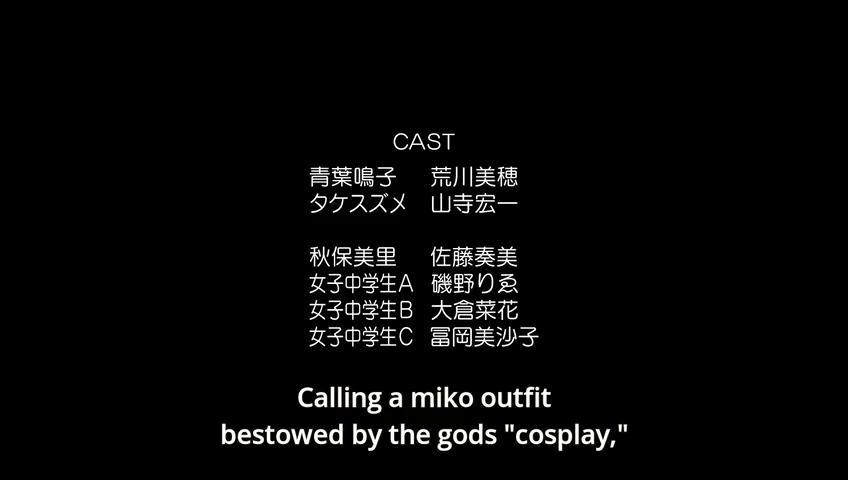 CAST
青葉鳴子 荒川美穂
タケスズメ 山寺宏一
秋保美里 佐藤奏美
女子中学生A 磯野りゑ
女子中学生B 大倉菜花
女子中学生C 冨岡美沙子
Calling a miko outfit
bestowed by the gods "cosplay,"